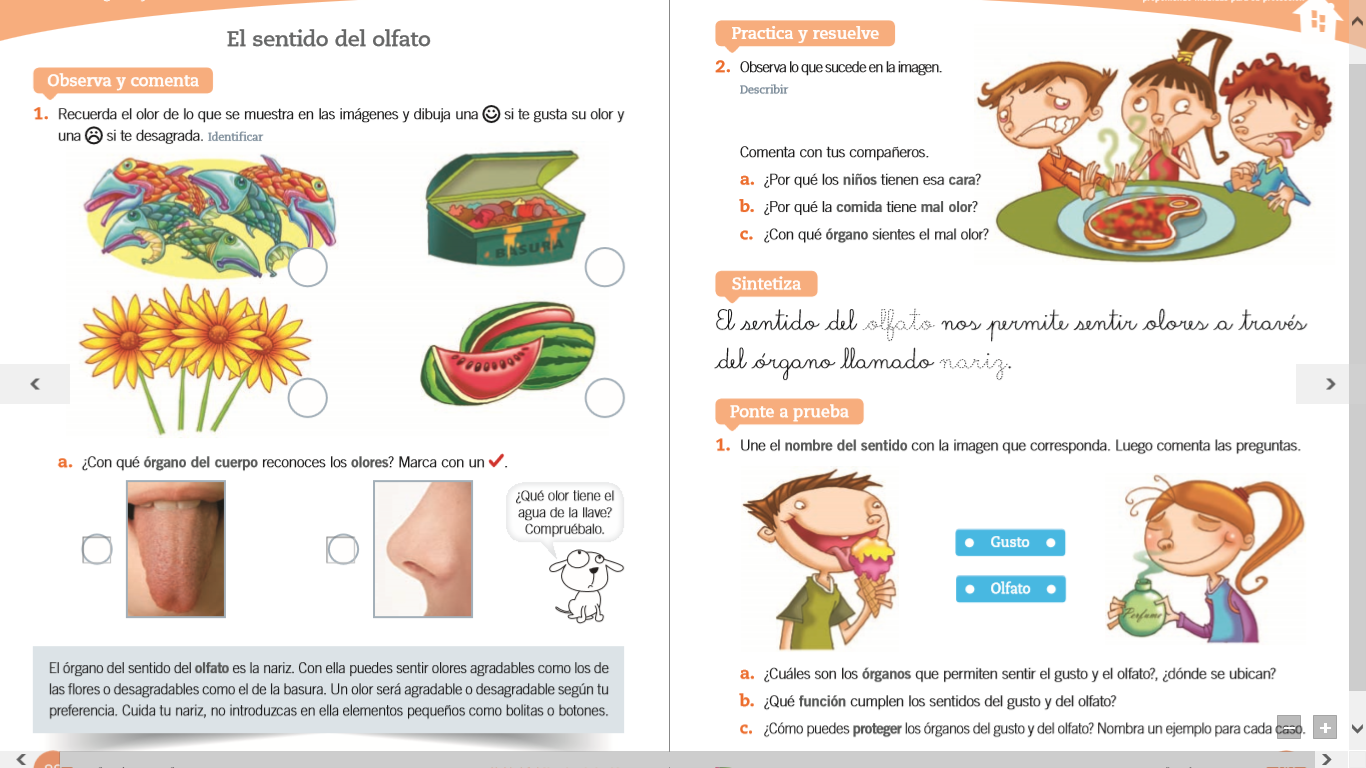 El sentido del olfato
Observa y comenta
1. Recuerda el olor de lo que se muestra en las imágenes y dibuja una si te gusta su olor y
una si te desagrada. Identificar
BASURA
a. ¿Con qué órgano del cuerpo reconoces los olores? Marca con un ✓.
¿Qué olor tiene el
agua de la llave?
Compruébalo.
El órgano del sentido del olfato es la nariz. Con ella puedes sentir olores agradables como los de
las flores o desagradables como el de la basura. Un olor será agradable o desagradable según tu
preferencia. Cuida tu nariz, no introduzcas en ella elementos pequeños como bolitas o botones.
Practica y resuelve
2. Observa lo que sucede en la imagen.
Describir
Comenta con tus compañeros.
a. ¿Por qué los niños tienen esa cara?
b. ¿Por qué la comida tiene mal olor?
c. ¿Con qué órgano sientes el mal olor?
Sintetiza
El sentido del olfato nos permite sentir olores a través
del órgano llamado nariz.
Ponte a prueba
1. Une el nombre del sentido con la imagen que corresponda. Luego comenta las preguntas.
Gusto
Olfato
Perfume
a. ¿Cuáles son los órganos que permiten sentir el gusto y el olfato?, ¿dónde se ubican?
b. ¿Qué función cumplen los sentidos del gusto y del olfato?
c. ¿Cómo puedes proteger los órganos del gusto y del olfato? Nombra un ejemplo para cada caso.